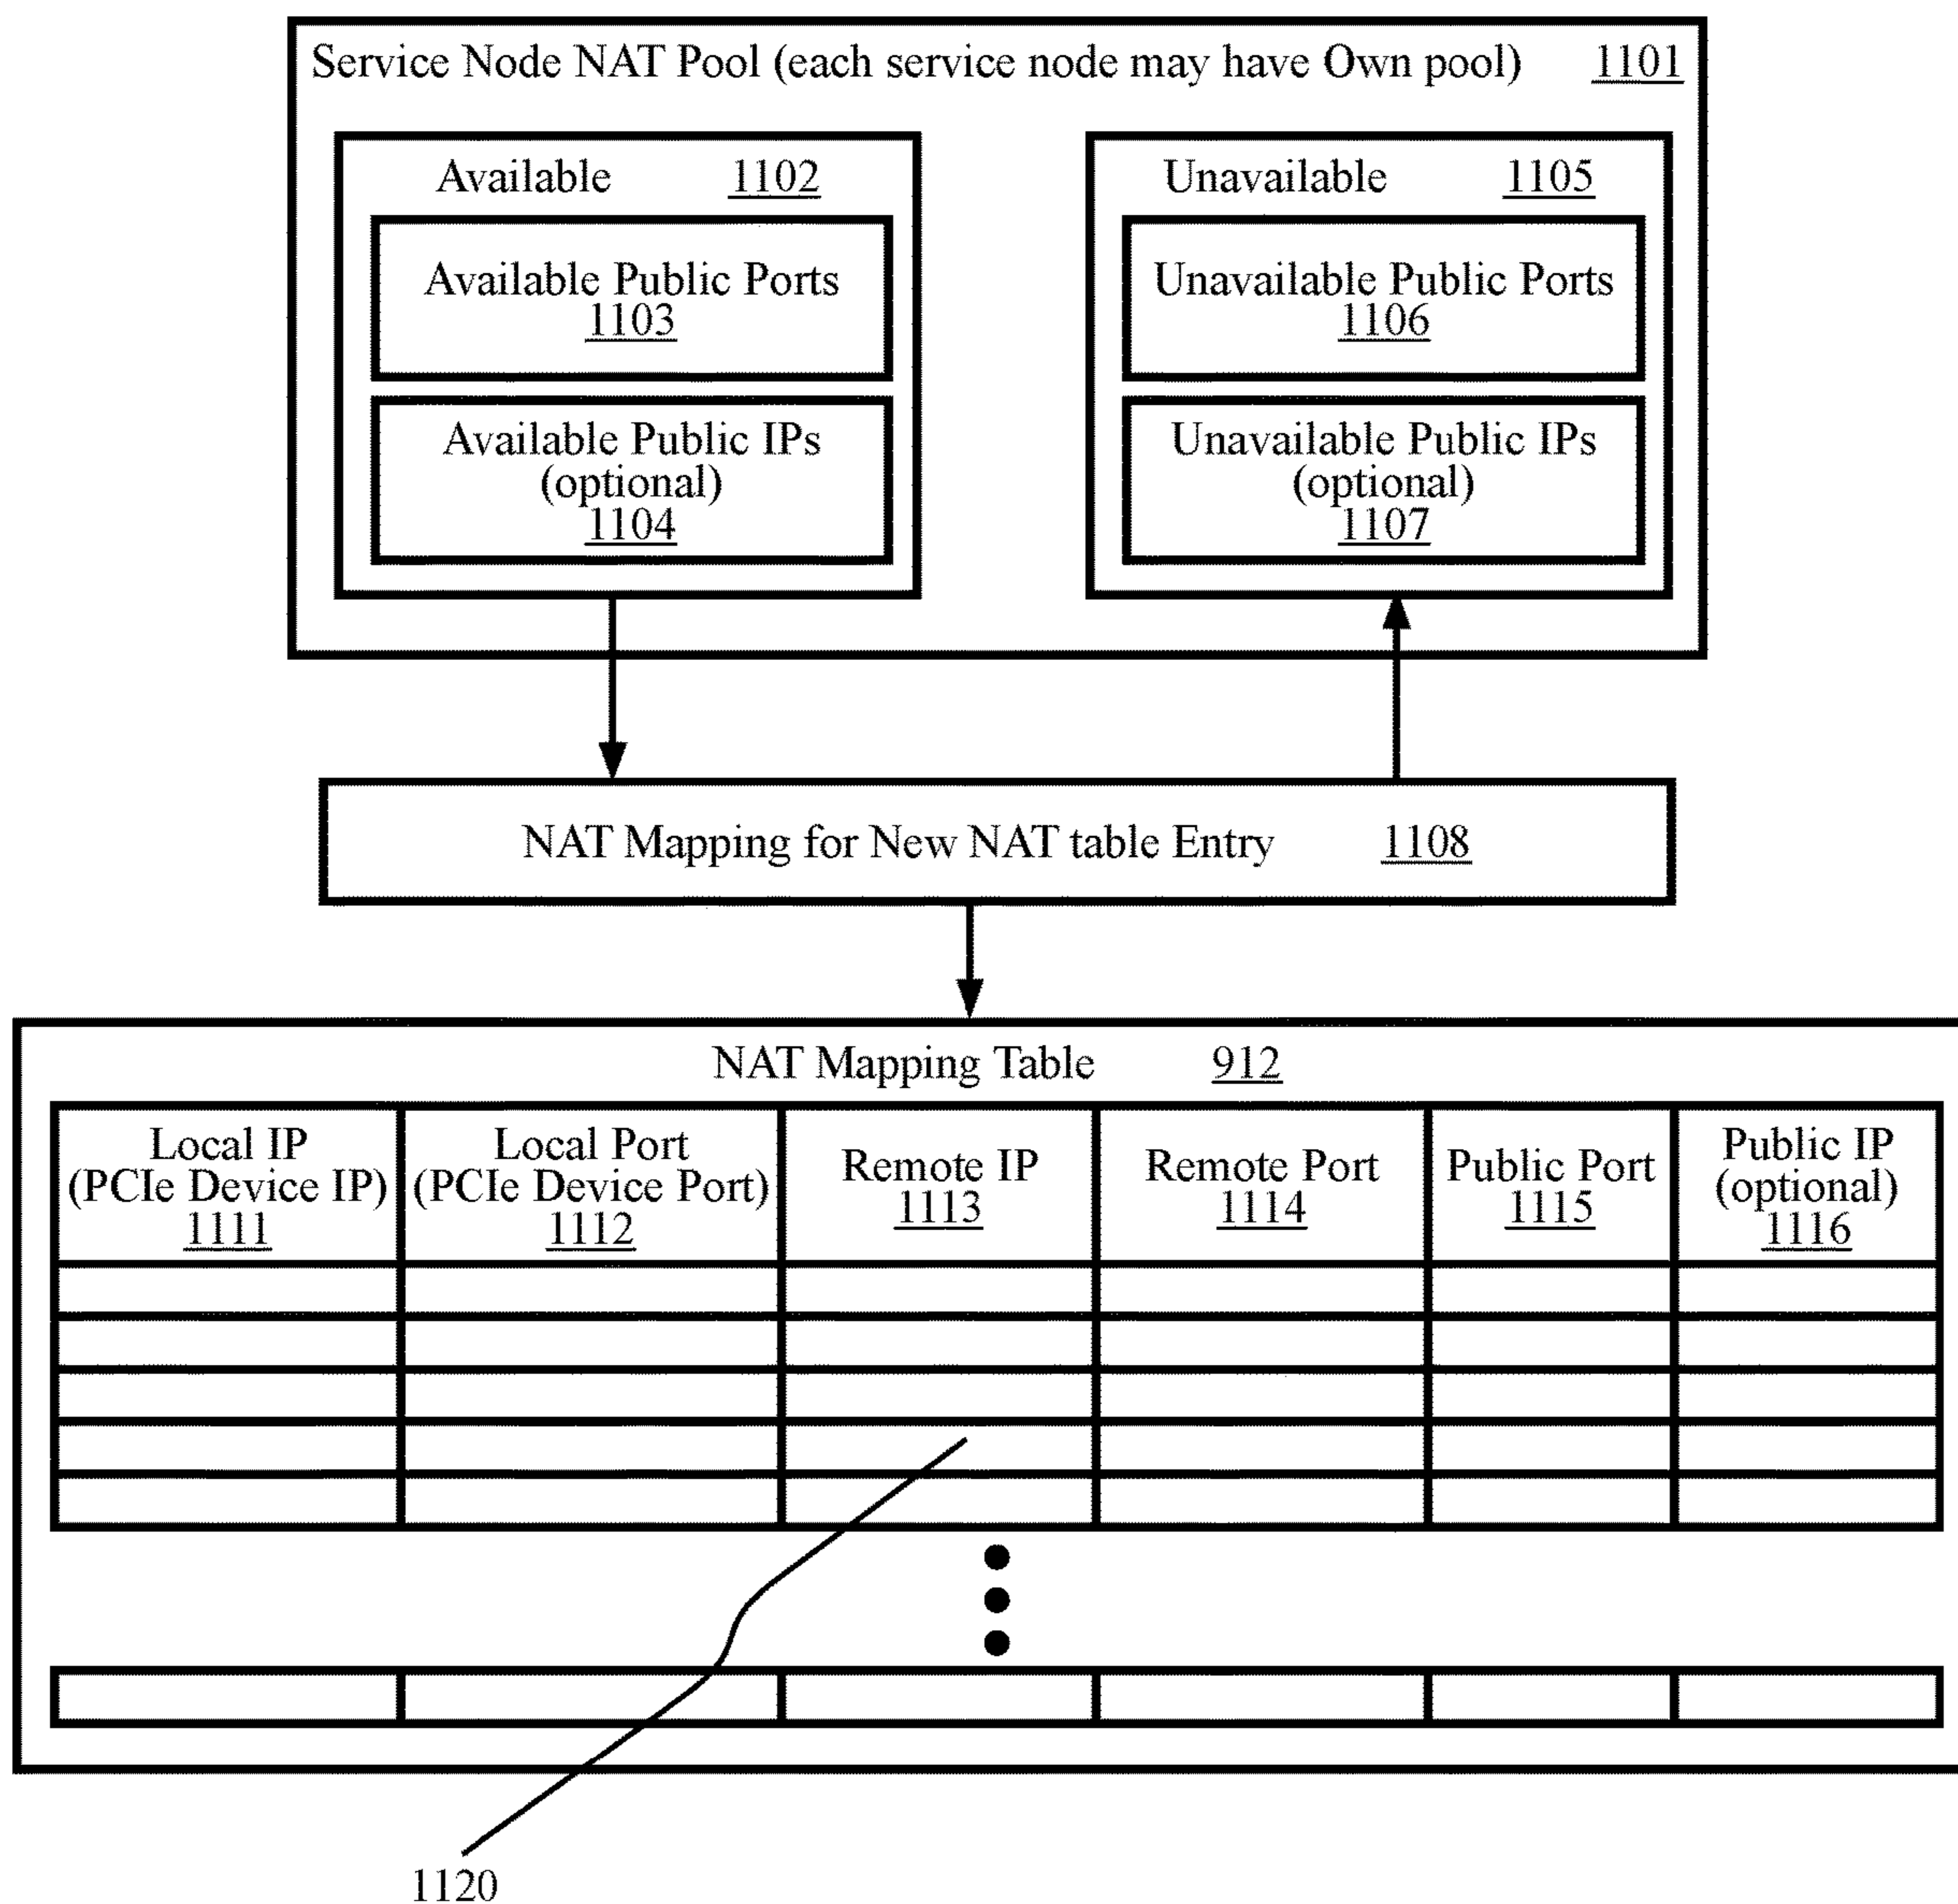 Service Node NAT Pool (each service node may have Own pool) 1101
Available 1102
Available Public Ports
1103
Available Public IPs
(optional)
1104
Unavailable 1105
Unavailable Public Ports
1106
Unavailable Public IPs
(optional)
1107
NAT Mapping for New NAT table Entry 1108
NAT Mapping Table 912
Local IP
(PCIe Device IP)
1111
Local Port
(PCIe Device Port)
1112
Remote IP
1113
Remote Port
1114
Public Port
1115
Public IP
(optional)
1116
1120